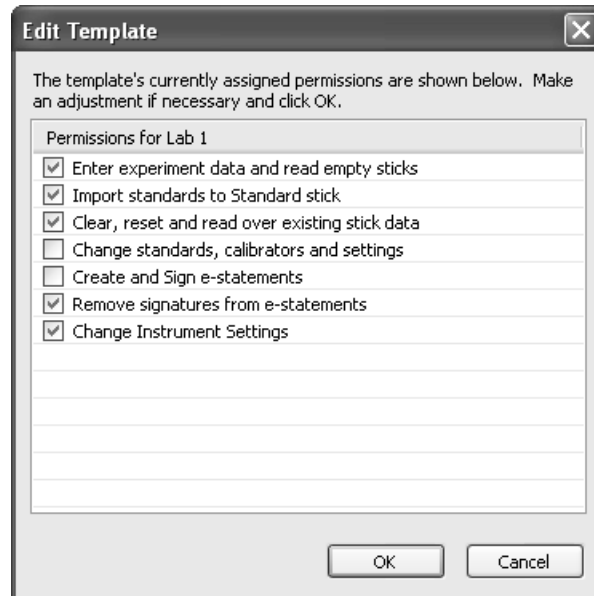 Edit Template
The template's currently assigned permissions are shown below. Make
an adjustment if necessary and click OK.
Permissions for Lab 1
Enter experiment data and read empty sticks
Import standards to Standard stick
Clear, reset and read over existing stick data
Change standards, calibrators and settings
Create and Sign e-statements
Remove signatures from e-statements
Change Instrument Settings
OK Cancel